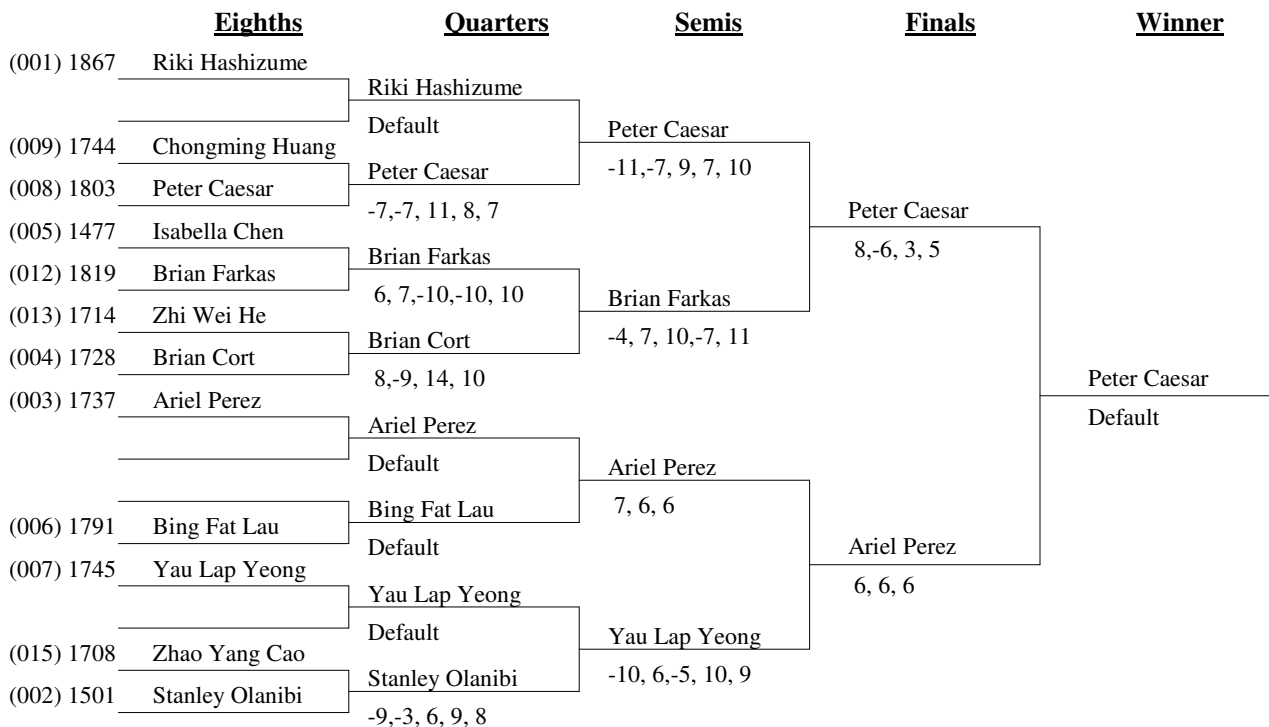 Eighths Quarters Semis Finals Winner
(001) 1867 Riki Hashizume
Riki Hashizume
Default
Peter Caesar
(009) 1744 Chongming Huang
-11,-7, 9, 7, 10
Peter Caesar
(008) 1803 Peter Caesar
-7,-7, 11, 8, 7
Peter Caesar
(005) 1477 Isabella Chen
8,-6, 3, 5
Brian Farkas
(012) 1819 Brian Farkas
6, 7,-10,-10, 10
Brian Farkas
(013) 1714 Zhi Wei He
-4, 7, 10,-7, 11
Brian Cort
(004) 1728 Brian Cort
8,-9, 14, 10
Peter Caesar
(003) 1737 Ariel Perez
Default
Ariel Perez
Default
Ariel Perez
7, 6, 6
Bing Fat Lau
(006) 1791 Bing Fat Lau
Default
Ariel Perez
(007) 1745 Yau Lap Yeong
6, 6, 6
Yau Lap Yeong
Default
Yau Lap Yeong
(015) 1708 Zhao Yang Cao
-10, 6,-5, 10, 9
Stanley Olanibi
(002) 1501 Stanley Olanibi
-9,-3, 6, 9, 8